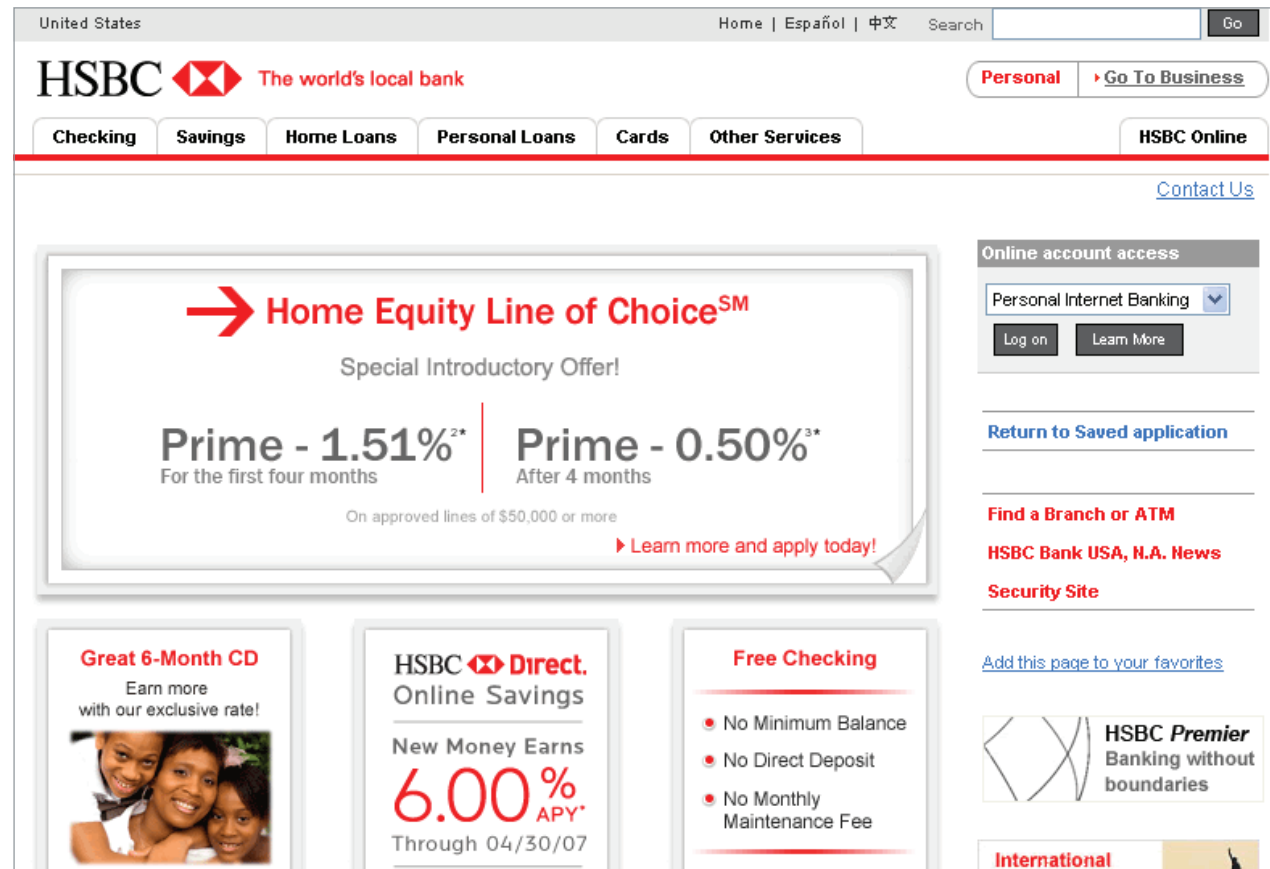 United States
Home | Español | 中文
Search
Go
HSBC The world's local bank
Personal
Go To Business
Checking
Savings
Home Loans
Personal Loans
Cards
Other Services
HSBC Online
Contact Us
Home Equity Line of Choice℠
Special Introductory Offer!
Prime - 1.51%²*
For the first four months
Prime - 0.50%³*
After 4 months
On approved lines of $50,000 or more
Learn more and apply today!
Online account access
Personal Internet Banking
Log on
Learn More
Return to Saved application
Find a Branch or ATM
HSBC Bank USA, N.A. News
Security Site
Add this page to your favorites
HSBC Premier
Banking without
boundaries
International
Great 6-Month CD
Earn more
with our exclusive rate!
HSBC Direct.
Online Savings
New Money Earns
6.00%
APY*
Through 04/30/07
Free Checking
No Minimum Balance
No Direct Deposit
No Monthly
Maintenance Fee